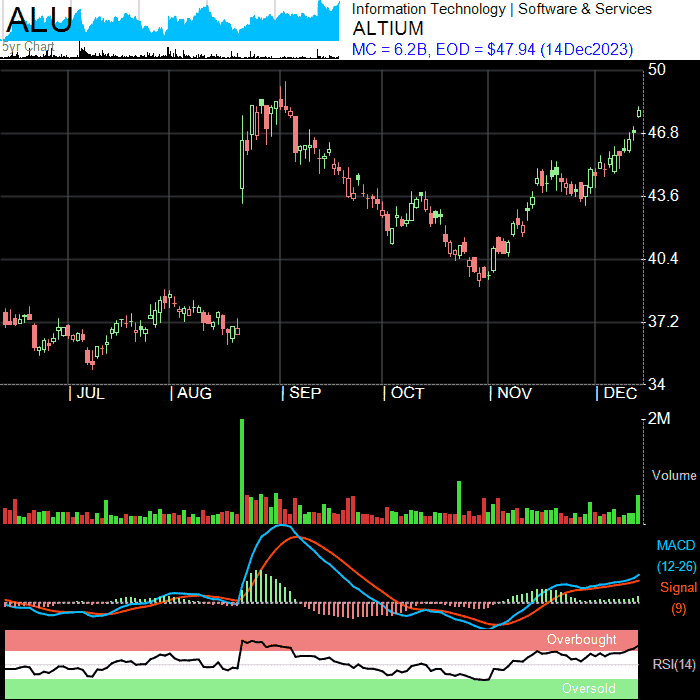 ALU
5yr Chart
Information Technology | Software & Services
ALTIUM
MC = 6.2B, EOD = $47.94 (14Dec2023)
50
46.8
43.6
40.4
37.2
34
JUL AUG SEP OCT NOV DEC
2M
Volume
MACD
(12-26)
Signal
(9)
Overbought
RSI(14)
Oversold